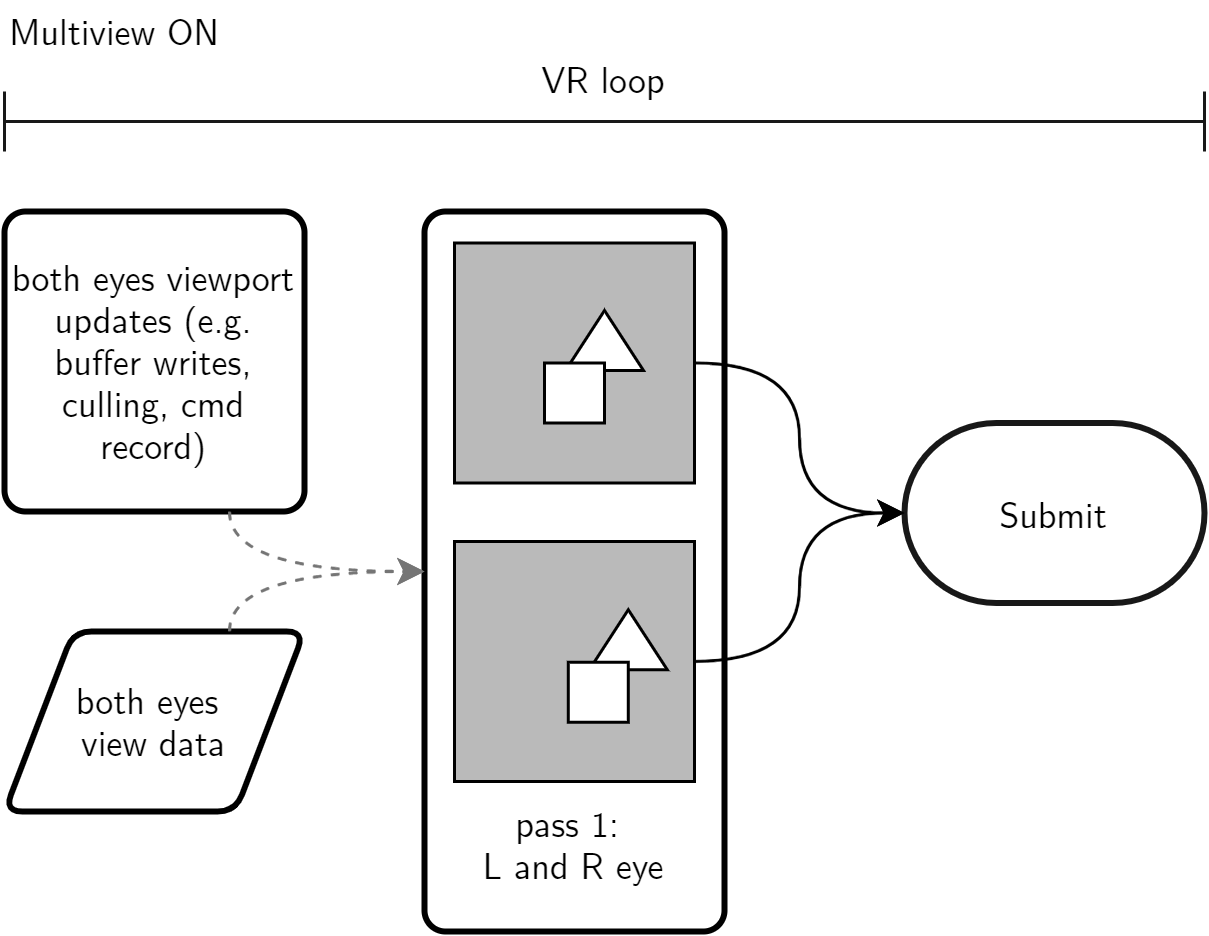 Multiview ON
VR loop
both eyes viewport
updates (e.g.
buffer writes,
culling, cmd
record)
both eyes
view data
pass 1:
L and R eye
Submit